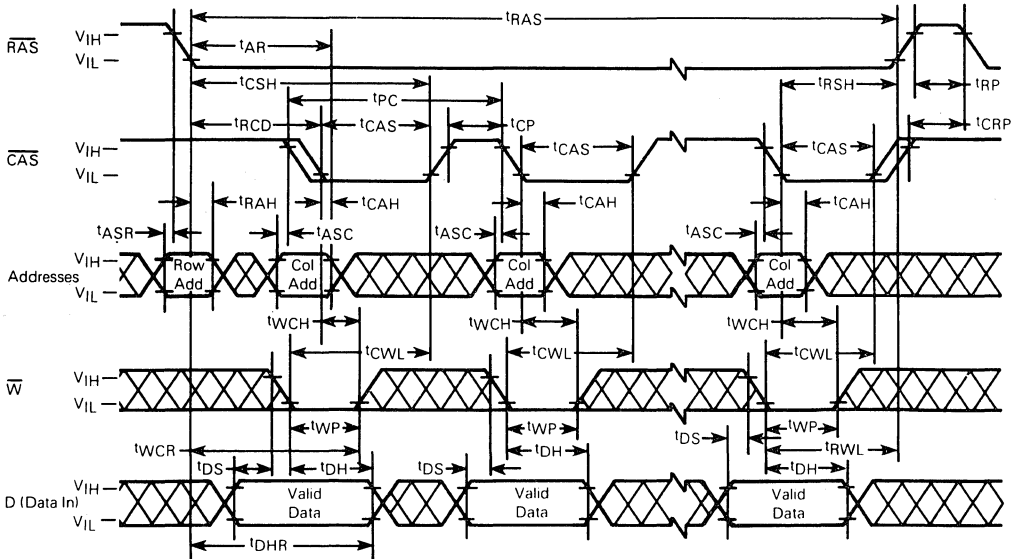 tRAS
RAS VIH tAR
VIL
tCSH tRSH tRP
tPC
tRCD tCAS tCP tCRP
CAS VIH tCAS tCAS
VIL
tRAH tCAH tCAH tCAH
tASR tASC tASC tASC
Addresses VIH Row Add Col Add Col Add Col Add
VIL
tWCH tWCH tWCH
tCWL tCWL tCWL
W VIH
VIL
tWP tWP tDS tWP
tWCR tDH tRWL
tDS tDH tDS tDH
D (Data In) VIH Valid Data Valid Data Valid Data
VIL
tDHR